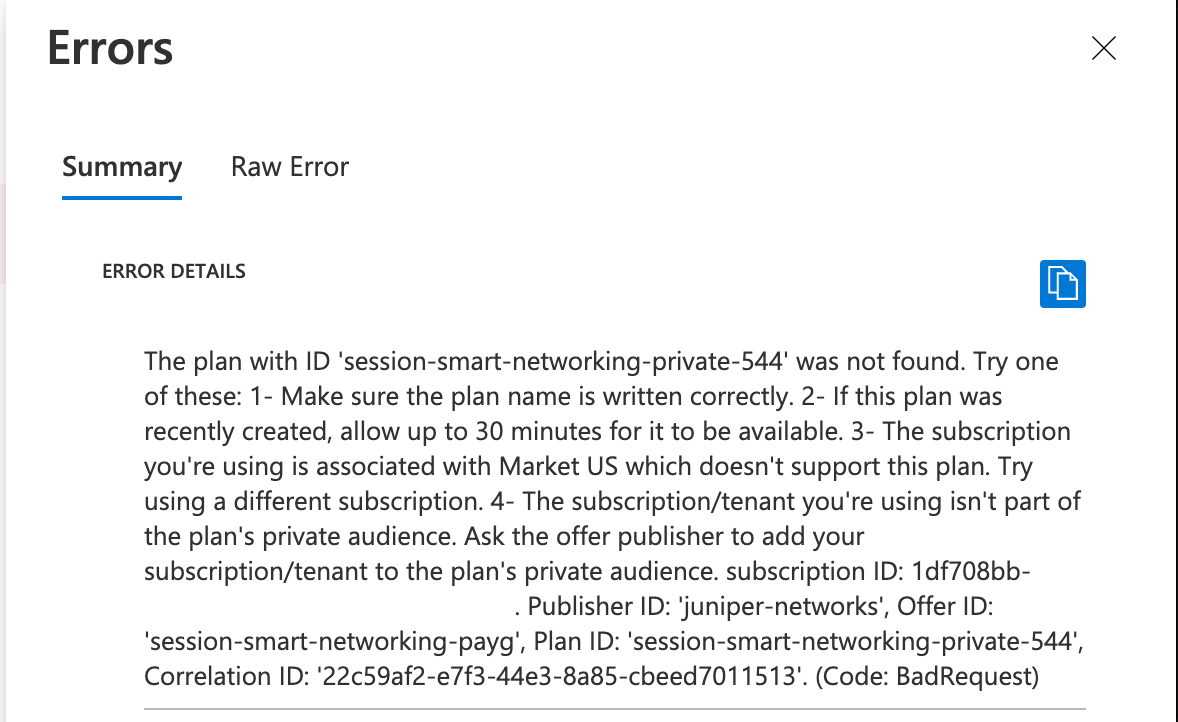 Errors
Summary
Raw Error
ERROR DETAILS
The plan with ID 'session-smart-networking-private-544' was not found. Try one
of these: 1- Make sure the plan name is written correctly. 2- If this plan was
recently created, allow up to 30 minutes for it to be available. 3- The subscription
you're using is associated with Market US which doesn't support this plan. Try
using a different subscription. 4- The subscription/tenant you're using isn't part of
the plan's private audience. Ask the offer publisher to add your
subscription/tenant to the plan's private audience. subscription ID: 1df708bb-
. Publisher ID: 'juniper-networks', Offer ID:
'session-smart-networking-payg', Plan ID: 'session-smart-networking-private-544',
Correlation ID: '22c59af2-e7f3-44e3-8a85-cbeed7011513'. (Code: BadRequest)